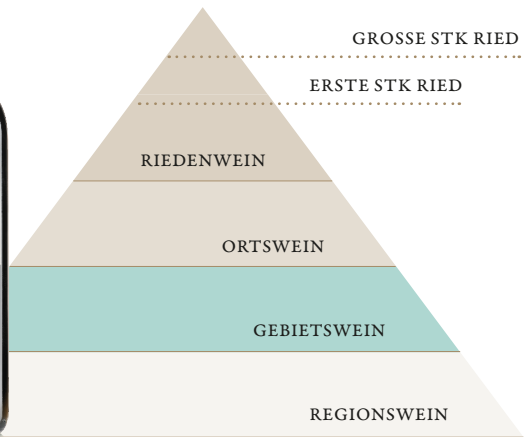 GROSSE STK RIED
ERSTE STK RIED
RIEDENWEIN
ORTSWEIN
GEBIETSWEIN
REGIONSWEIN